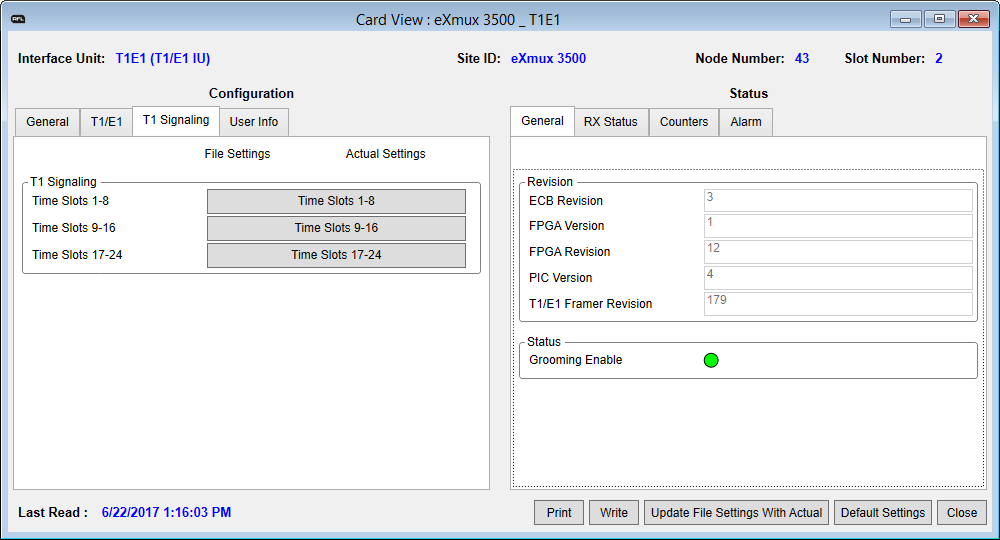 RFL
Card View : eXmux 3500 _ T1E1
Interface Unit: T1E1 (T1/E1 IU) Site ID: eXmux 3500 Node Number: 43 Slot Number: 2
Configuration
General T1/E1 T1 Signaling User Info
File Settings Actual Settings
T1 Signaling
Time Slots 1-8 Time Slots 1-8
Time Slots 9-16 Time Slots 9-16
Time Slots 17-24 Time Slots 17-24
Status
General RX Status Counters Alarm
Revision
ECB Revision 3
FPGA Version 1
FPGA Revision 12
PIC Version 4
T1/E1 Framer Revision 179
Status
Grooming Enable
Last Read : 6/22/2017 1:16:03 PM
Print Write Update File Settings With Actual Default Settings Close